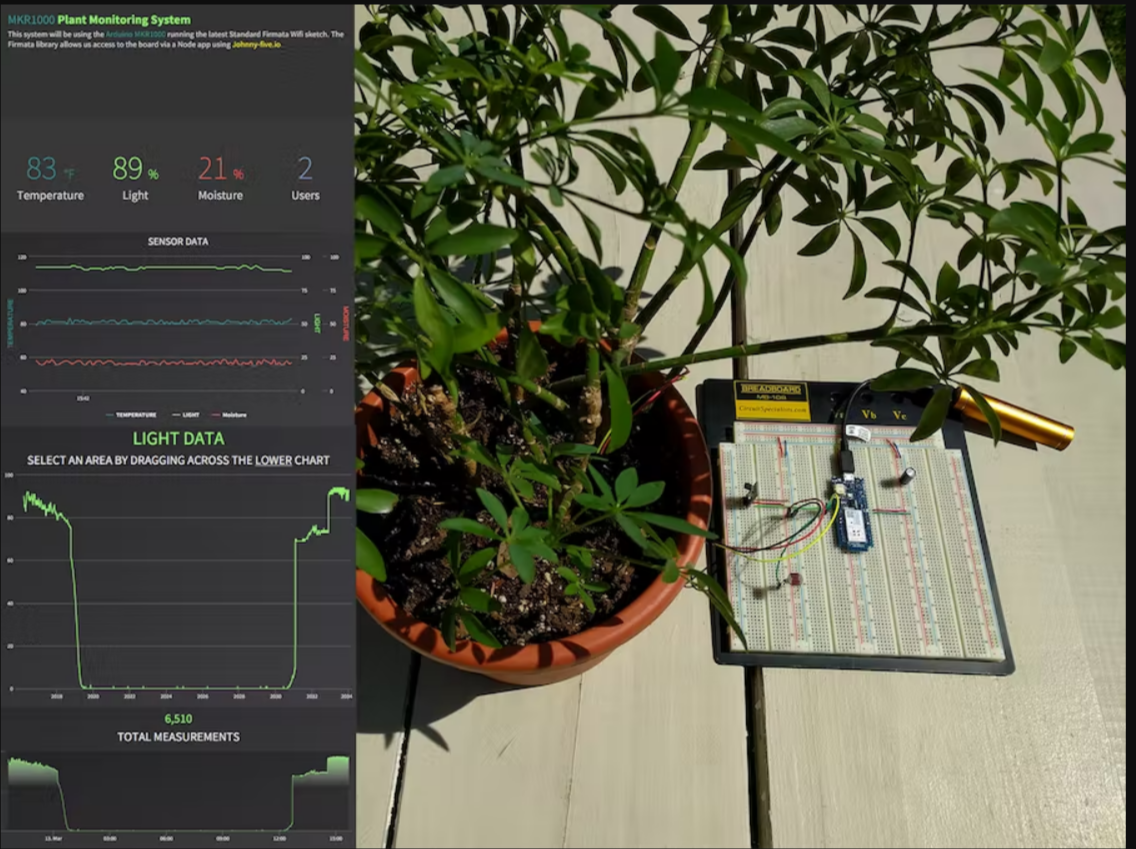 MKR1000 Plant Monitoring System
This system will be using the Arduino MKR1000 running the latest Standard Firmata Wifi sketch. The
Firmata library allows us access to the board via a Node app using Johnny-five.io
83 °F
89 %
21 %
2
Temperature
Light
Moisture
Users
SENSOR DATA
120
100
80
60
40
100
75
50
25
0
100
75
50
25
0
TEMPERATURE
LIGHT
MOISTURE
15:41
TEMPERATURE
LIGHT
Moisture
LIGHT DATA
SELECT AN AREA BY DRAGGING ACROSS THE LOWER CHART
100
80
60
40
20
0
6,510
TOTAL MEASUREMENTS
03:00
06:00
09:00
12:00
15:00
BREADBOARD
CircuitSpecialists.com
Vb
Vc